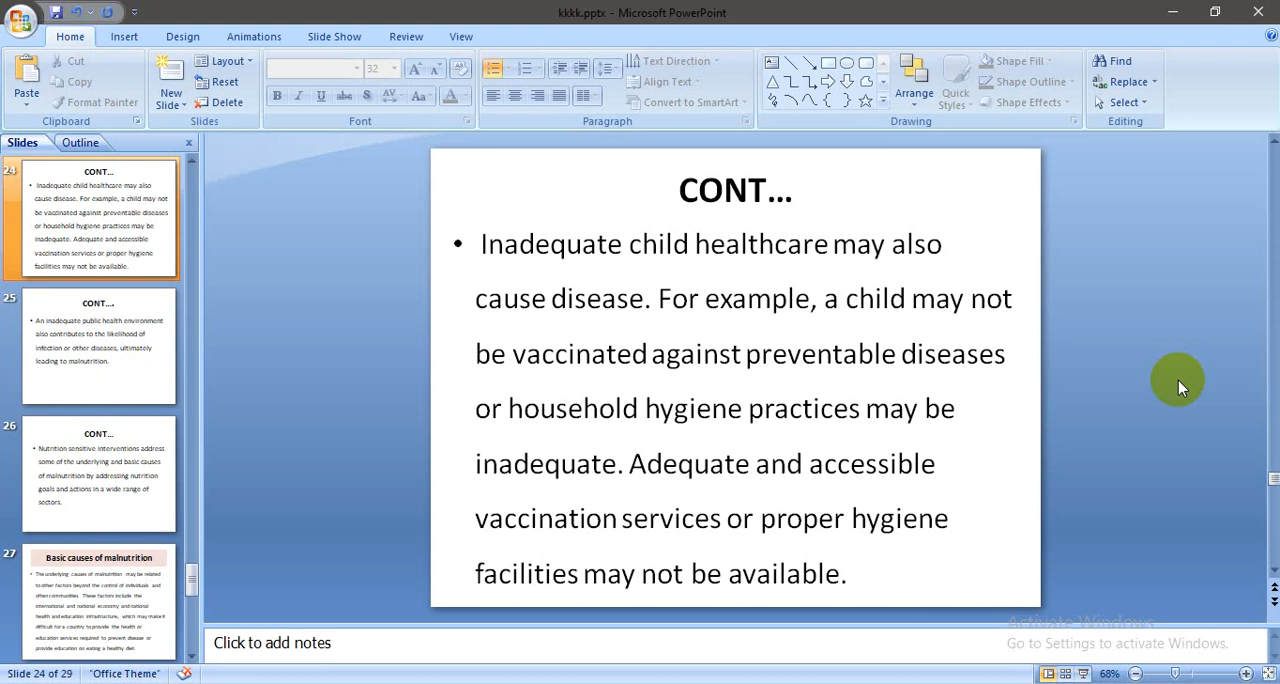 kkkk.pptx - Microsoft PowerPoint
Home Insert Design Animations Slide Show Review View
Paste
Cut
Copy
Format Painter
Clipboard
New Slide
Layout
Reset
Delete
Slides
32
B I U abc S AV Aa A
Font
Text Direction
Align Text
Convert to SmartArt
Paragraph
Arrange
Quick Styles
Shape Fill
Shape Outline
Shape Effects
Drawing
Find
Replace
Select
Editing
Slides Outline
24
CONT...
• Inadequate child healthcare may also
cause disease. For example, a child may not
be vaccinated against preventable diseases
or household hygiene practices may be
inadequate. Adequate and accessible
vaccination services or proper hygiene
facilities may not be available.
25
CONT....
• An inadequate public health environment
also contributes to the likelihood of
infection or other diseases, ultimately
leading to malnutrition.
26
CONT...
• Nutrition sensitive interventions address
some of the underlying and basic causes
of malnutrition by addressing nutrition
goals and actions in a wide range of
sectors.
27
Basic causes of malnutrition
• The underlying causes of malnutrition may be related
to other factors beyond the control of individuals and
often communities. These factors include the
international and national economy and national
health and education infrastructure, which may make it
difficult for a country to provide the health or
education services required to prevent disease or
provide education on eating a healthy diet.
CONT...
• Inadequate child healthcare may also
cause disease. For example, a child may not
be vaccinated against preventable diseases
or household hygiene practices may be
inadequate. Adequate and accessible
vaccination services or proper hygiene
facilities may not be available.
Click to add notes
Activate Windows
Go to Settings to activate Windows.
Slide 24 of 29 "Office Theme" 68%